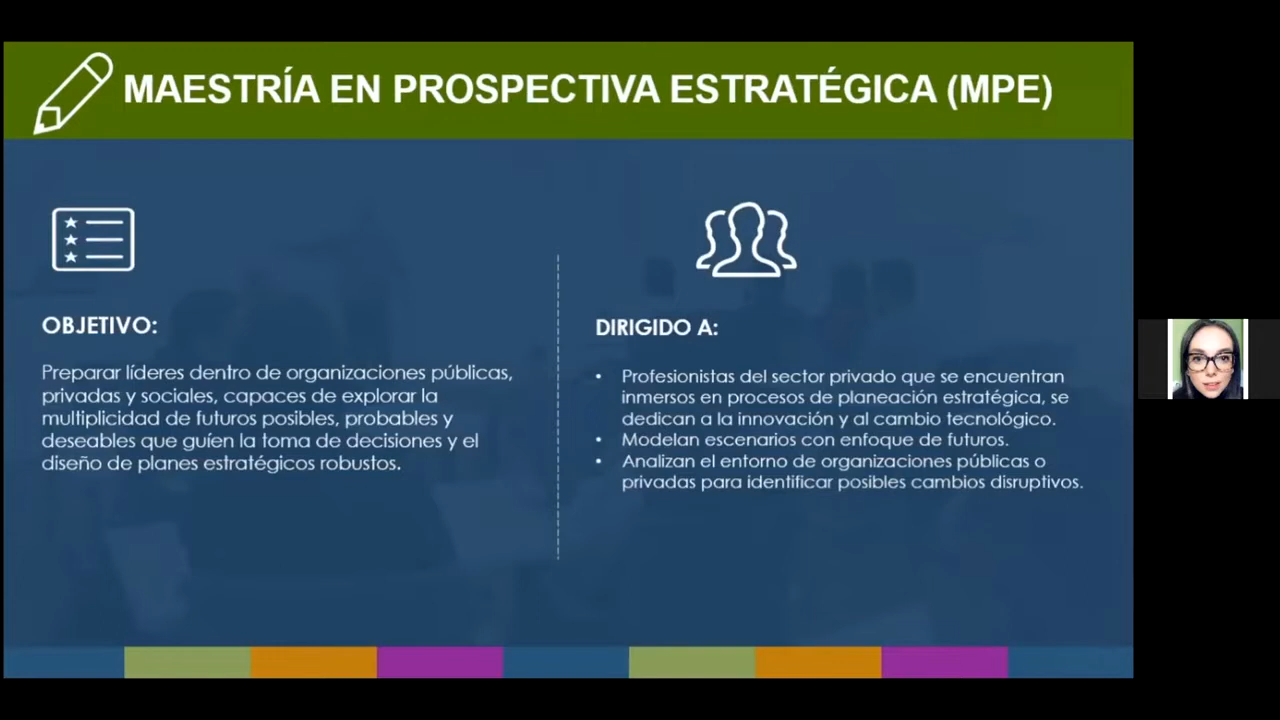 MAESTRÍA EN PROSPECTIVA ESTRATÉGICA (MPE)
OBJETIVO:
Preparar líderes dentro de organizaciones públicas,
privadas y sociales, capaces de explorar la
multiplicidad de futuros posibles, probables y
deseables que guíen la toma de decisiones y el
diseño de planes estratégicos robustos.
DIRIGIDO A:
• Profesionistas del sector privado que se encuentran
inmersos en procesos de planeación estratégica, se
dedican a la innovación y al cambio tecnológico.
• Modelan escenarios con enfoque de futuros.
• Analizan el entorno de organizaciones públicas o
privadas para identificar posibles cambios disruptivos.